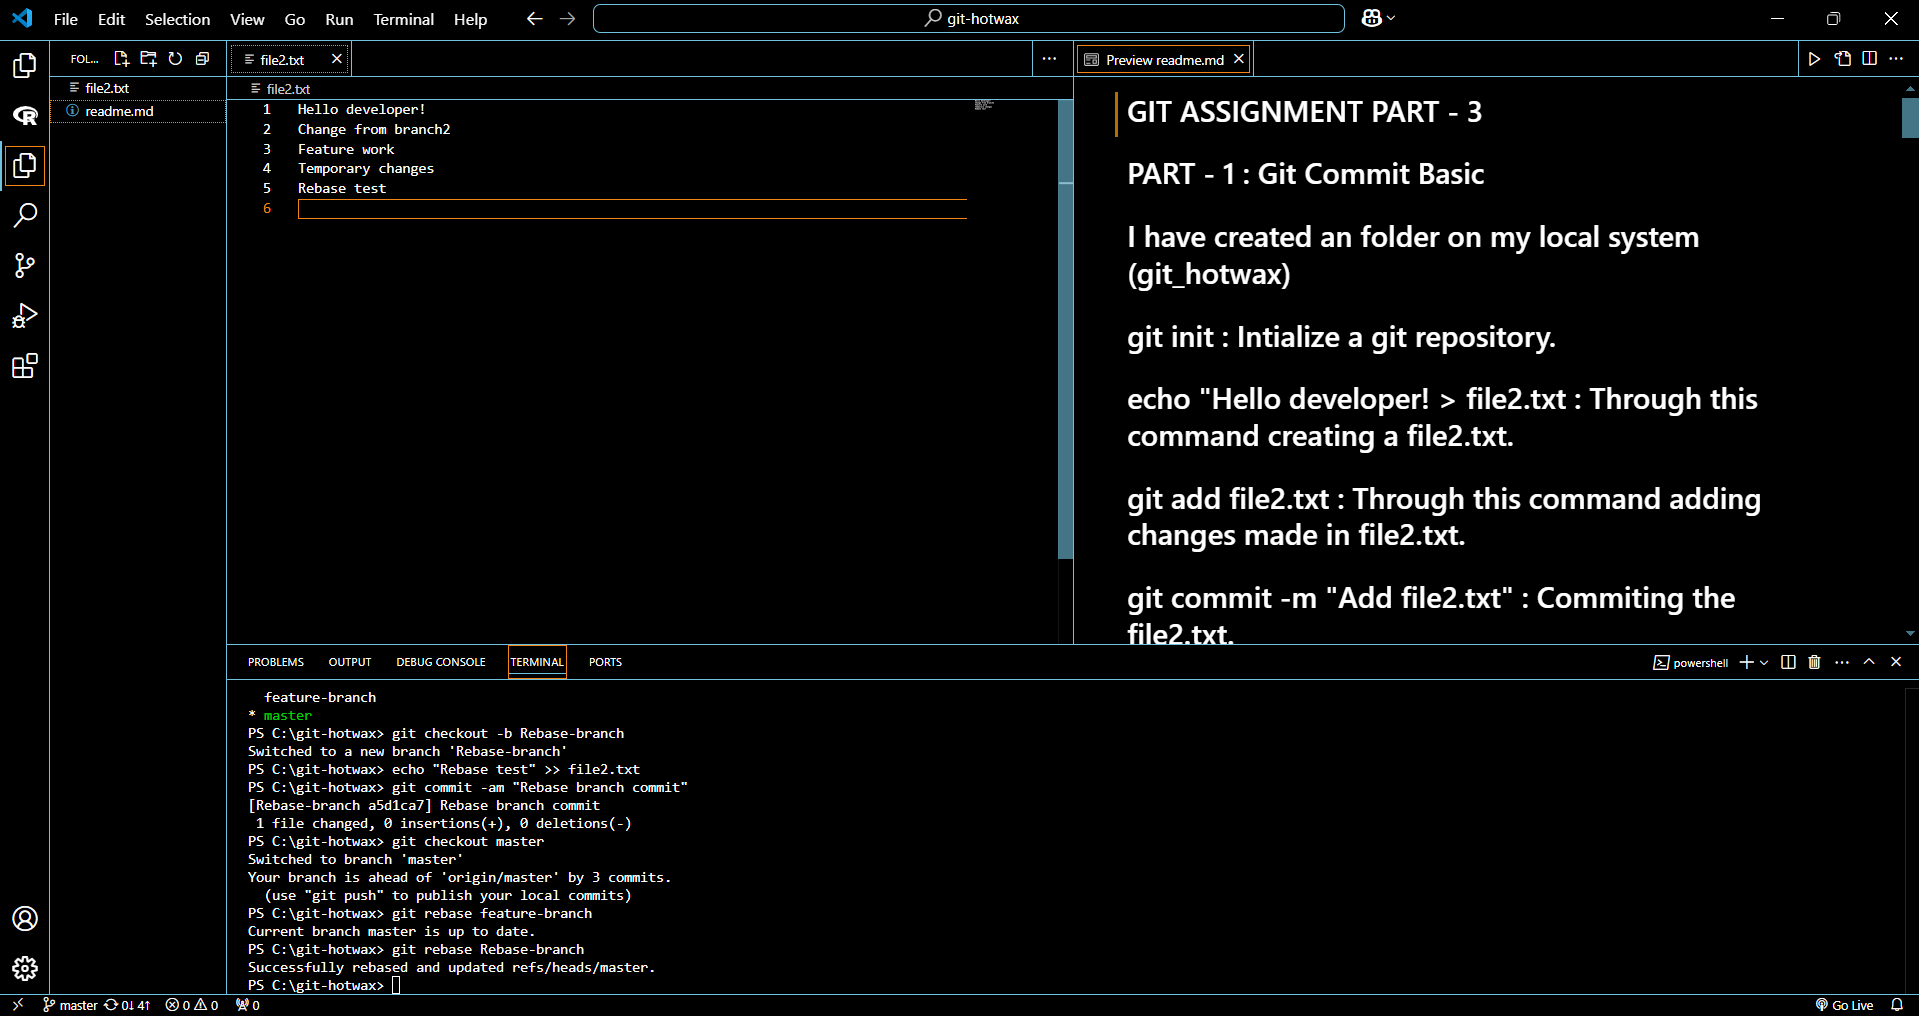 File Edit Selection View Go Run Terminal Help
git-hotwax
FOL...
file2.txt
readme.md
file2.txt
file2.txt
1 Hello developer!
2 Change from branch2
3 Feature work
4 Temporary changes
5 Rebase test
6
Preview readme.md
GIT ASSIGNMENT PART - 3
PART - 1 : Git Commit Basic
I have created an folder on my local system
(git_hotwax)
git init : Intialize a git repository.
echo "Hello developer! > file2.txt : Through this
command creating a file2.txt.
git add file2.txt : Through this command adding
changes made in file2.txt.
git commit -m "Add file2.txt" : Commiting the
file2.txt.
PROBLEMS OUTPUT DEBUG CONSOLE TERMINAL PORTS
powershell
feature-branch
* master
PS C:\git-hotwax> git checkout -b Rebase-branch
Switched to a new branch 'Rebase-branch'
PS C:\git-hotwax> echo "Rebase test" >> file2.txt
PS C:\git-hotwax> git commit -am "Rebase branch commit"
[Rebase-branch a5d1ca7] Rebase branch commit
1 file changed, 0 insertions(+), 0 deletions(-)
PS C:\git-hotwax> git checkout master
Switched to branch 'master'
Your branch is ahead of 'origin/master' by 3 commits.
(use "git push" to publish your local commits)
PS C:\git-hotwax> git rebase feature-branch
Current branch master is up to date.
PS C:\git-hotwax> git rebase Rebase-branch
Successfully rebased and updated refs/heads/master.
PS C:\git-hotwax>
master 0↓ 4↑ 0 0 0
Go Live